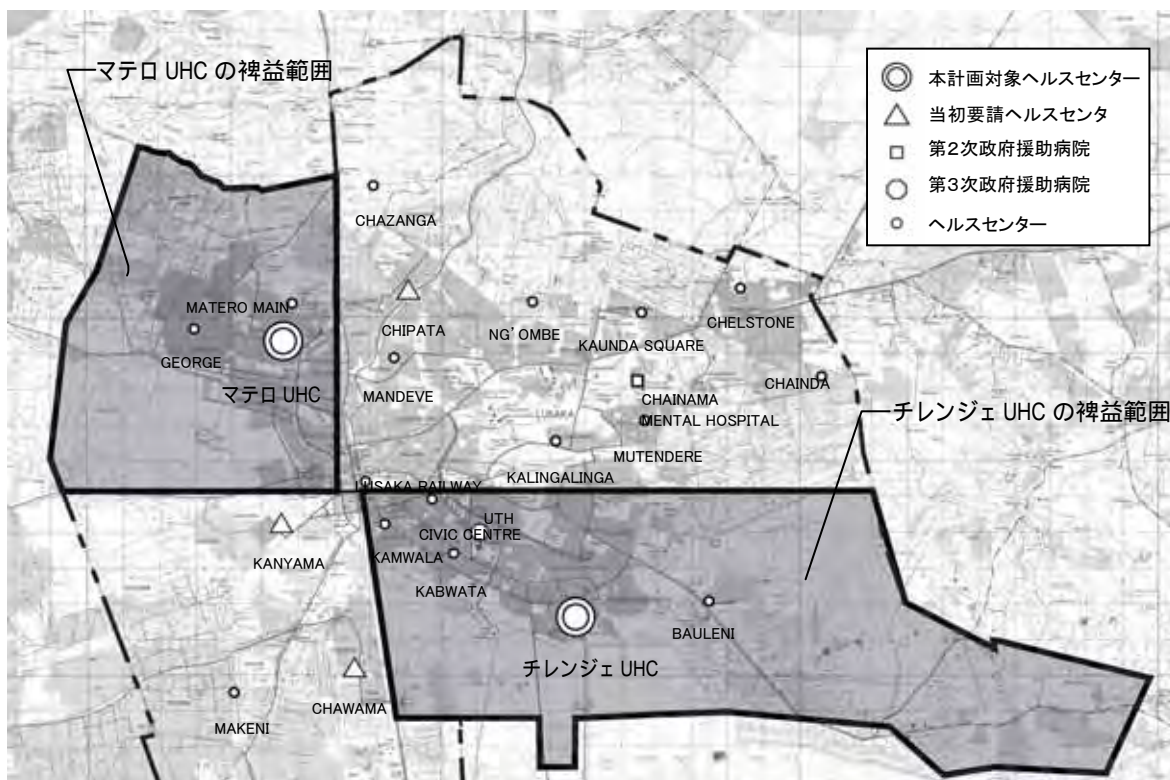 マテロ UHC の裨益範囲
本計画対象ヘルスセンター
当初要請ヘルスセンタ
第2次政府援助病院
第3次政府援助病院
ヘルスセンター
CHAZANGA
MATERO MAIN
GEORGE
マテロ UHC
CHIPATA
MANDEVE
NG' OMBE
KAUNDA SQUARE
CHELSTONE
CHAINDA
CHAINAMA
MENTAL HOSPITAL
MUTENDERE
KALINGALINGA
LUSAKA
チレンジェ UHC の裨益範囲
LUSAKA RAILWAY
UTH
CIVIC CENTRE
KAMWALA
KABWATA
KANYAMA
BAULENI
チレンジェ UHC
CHAWAMA
MAKENI